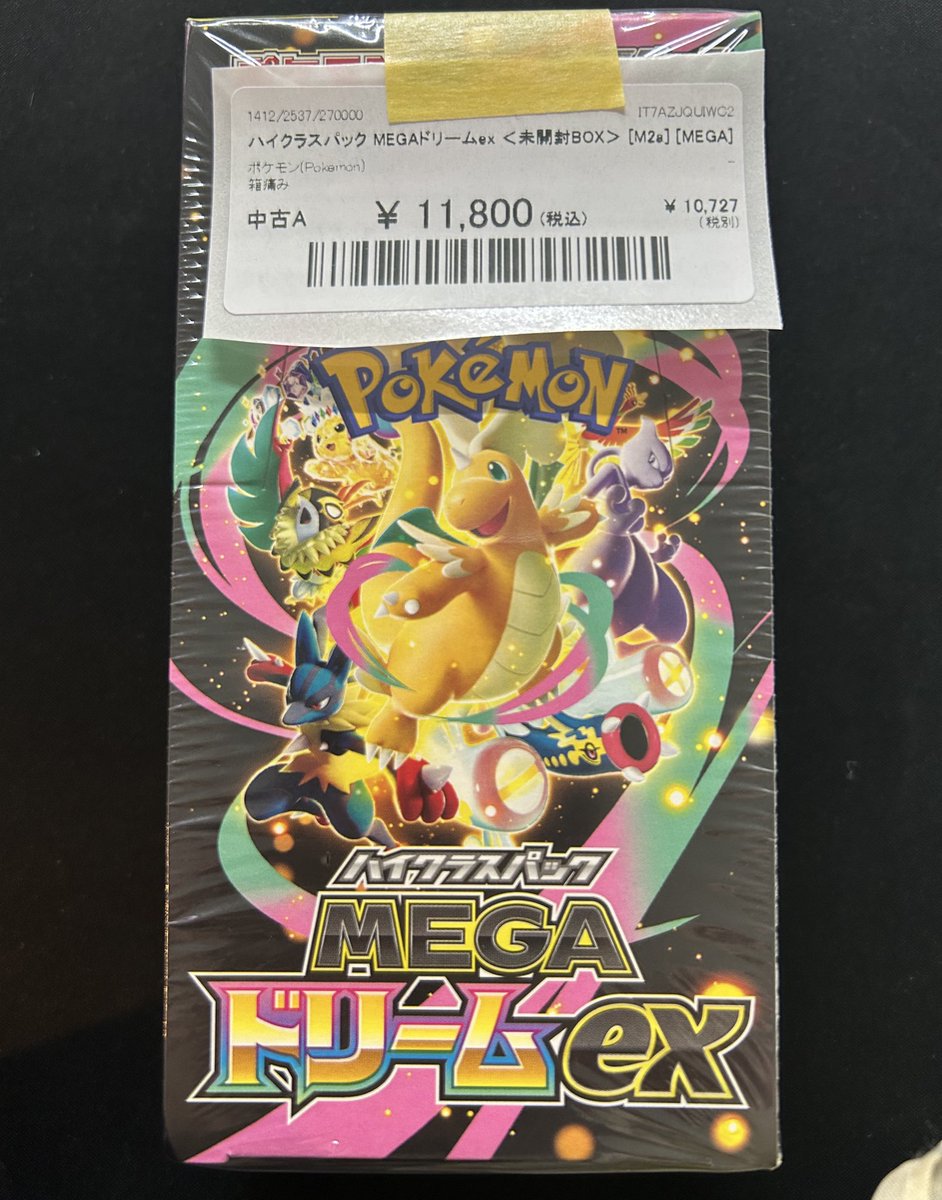 1412/2537/270000 IT7AZJQUIWC2
ハイクラスパック MEGAドリームex <未開封BOX> [M2a] [MEGA]
ポケモン(Pokemon) -
箱痛み
中古A ¥ 11,800(税込) ¥ 10,727
(税別)
POKéMON
TM
ハイクラスパック
MEGA
ドリームex